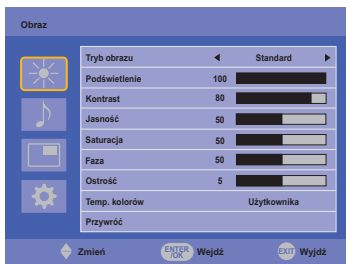 Obraz
Tryb obrazu Standard
Podświetlenie 100
Kontrast 80
Jasność 50
Saturacja 50
Faza 50
Ostrość 5
Temp. kolorów Użytkownika
Przywróć
Zmień ENTER /OK Wejdź EXIT Wyjdź